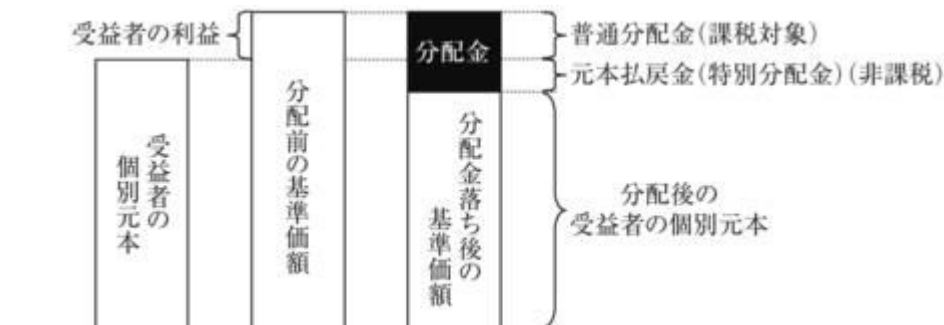 受益者の利益
分配金
普通分配金(課税対象)
元本払戻金(特別分配金)(非課税)
受益者の
個別元本
分配前の基準価額
分配金落ち後の
基準価額
分配後の
受益者の個別元本